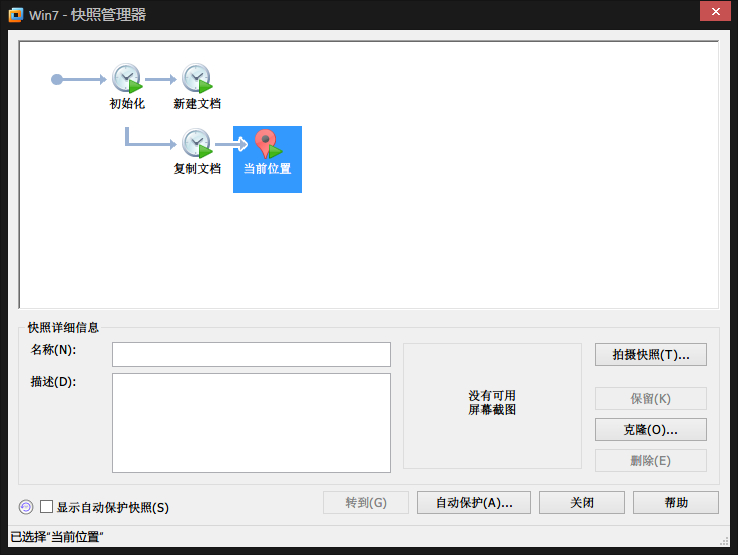 Win7 - 快照管理器
初始化
新建文档
复制文档
当前位置
快照详细信息
名称(N):
描述(D):
没有可用
屏幕截图
拍摄快照(T)...
保留(K)
克隆(O)...
删除(E)
显示自动保护快照(S)
转到(G)
自动保护(A)...
关闭
帮助
已选择"当前位置"